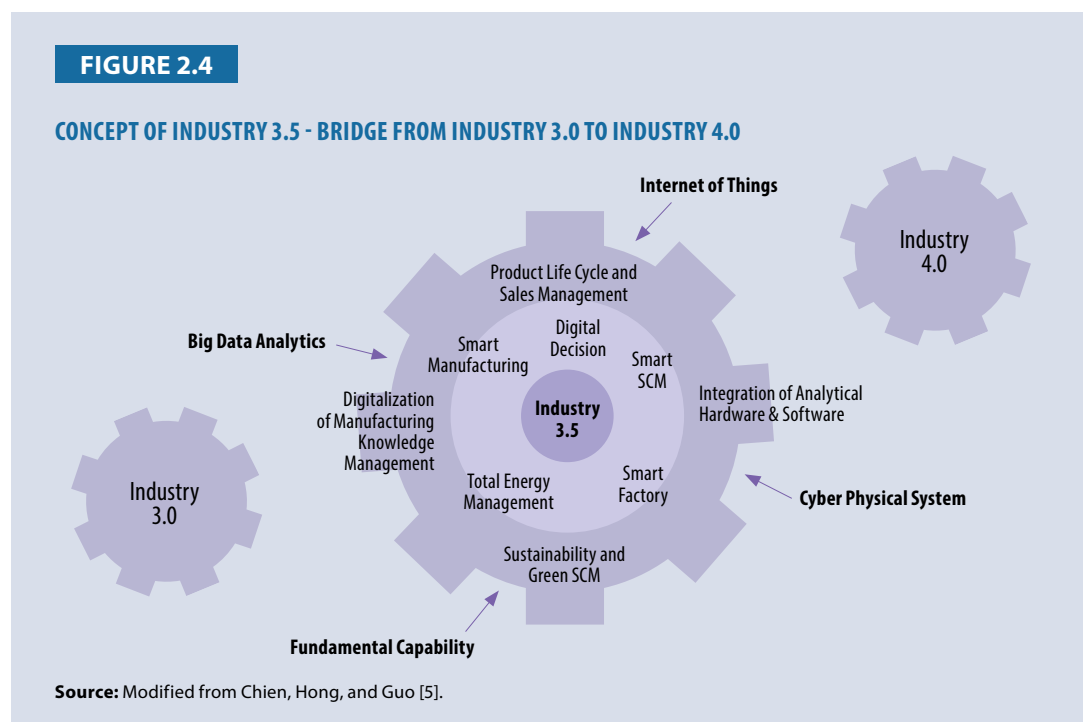 FIGURE 2.4
CONCEPT OF INDUSTRY 3.5 - BRIDGE FROM INDUSTRY 3.0 TO INDUSTRY 4.0
Internet of Things
Industry
4.0
Product Life Cycle and
Sales Management
Big Data Analytics
Smart
Manufacturing
Digital
Decision
Smart
SCM
Digitalization
of Manufacturing
Knowledge
Management
Industry
3.5
Integration of Analytical
Hardware & Software
Industry
3.0
Total Energy
Management
Smart
Factory
Cyber Physical System
Sustainability and
Green SCM
Fundamental Capability
Source: Modified from Chien, Hong, and Guo [5].